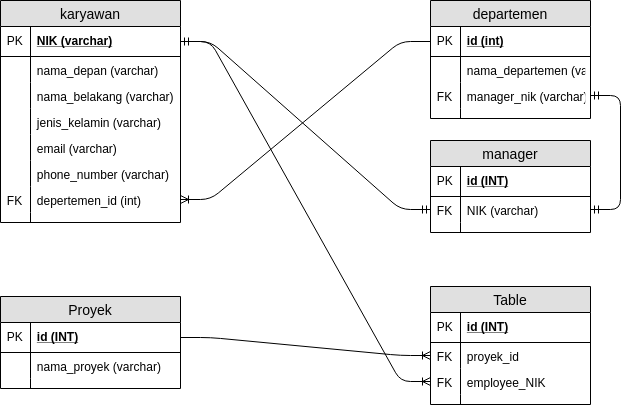 karyawan
PK NIK (varchar)
nama_depan (varchar)
nama_belakang (varchar)
jenis_kelamin (varchar)
email (varchar)
phone_number (varchar)
FK depertemen_id (int)
departemen
PK id (int)
nama_departemen (va
FK manager_nik (varchar)
manager
PK id (INT)
FK NIK (varchar)
Proyek
PK id (INT)
nama_proyek (varchar)
Table
PK id (INT)
FK proyek_id
FK employee_NIK